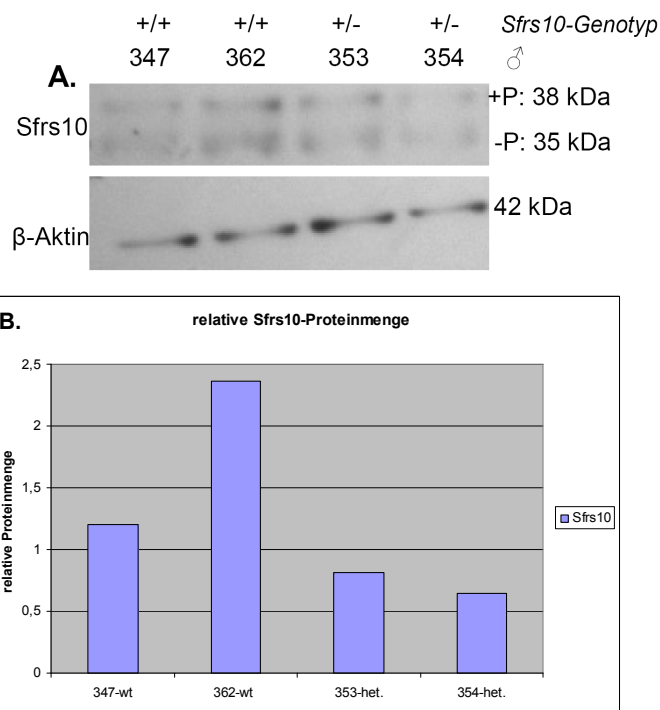 +/+ +/+ +/- +/- Sfrs10-Genotyp
347 362 353 354 ♂
A.
+P: 38 kDa
Sfrs10
-P: 35 kDa
42 kDa
β-Aktin
B.
relative Sfrs10-Proteinmenge
relative Proteinmenge
2,5
2
1,5
1
0,5
0
347-wt 362-wt 353-het. 354-het.
Sfrs10